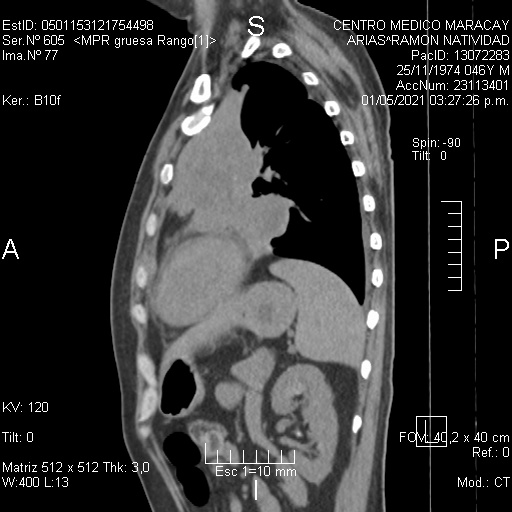 EstID: 0501153121754498
Ser.Nº 605 <MPR gruesa Rango[1]>
Ima.Nº 77
Ker.: B10f
S
CENTRO MEDICO MARACAY
ARIAS^RAMON NATIVIDAD
PacID: 13072283
25/11/1974 046Y M
AccNum: 23113401
01/05/2021 03:27:26 p.m.
Spin: -90
Tilt: 0
A
P
KV: 120
Tilt: 0
Matriz 512 x 512 Thk: 3,0
W:400 L:13
Esc 1=10 mm
I
FOM: 40,2 x 40 cm
Ref.: 0
Mod.: CT